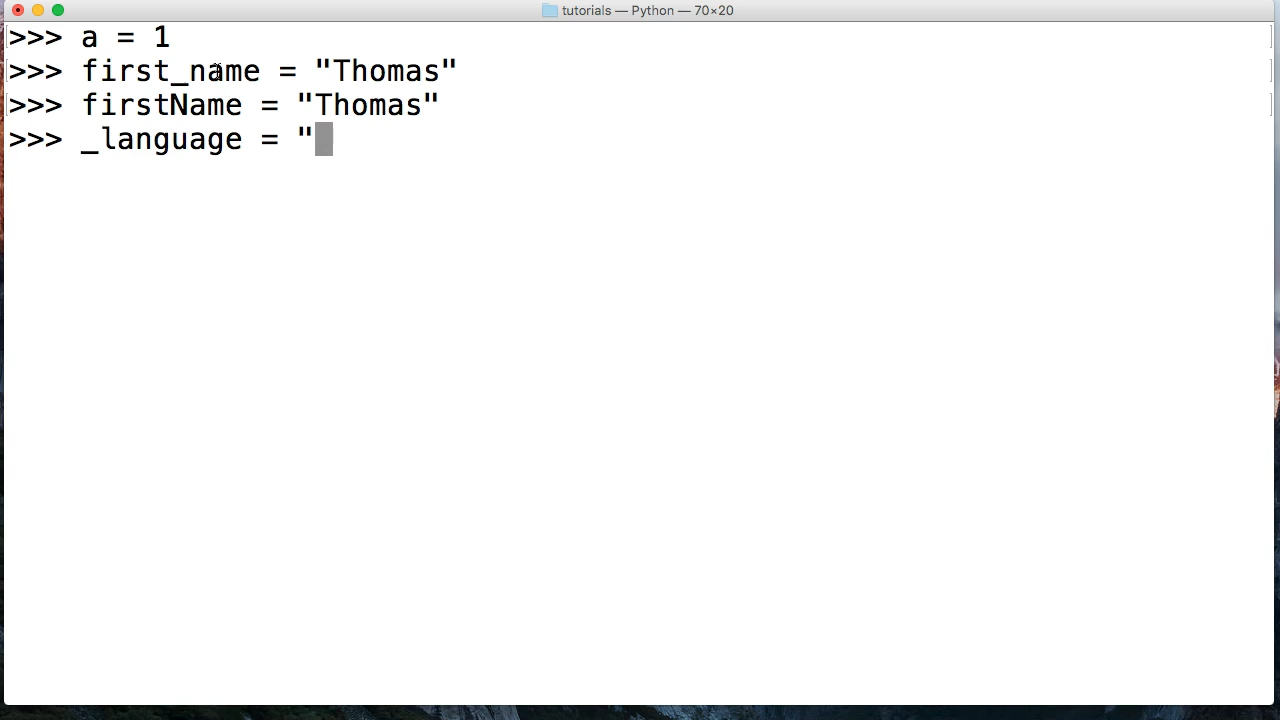 tutorials — Python — 70×20
>>> a = 1
>>> first_name = "Thomas"
>>> firstName = "Thomas"
>>> _language = "